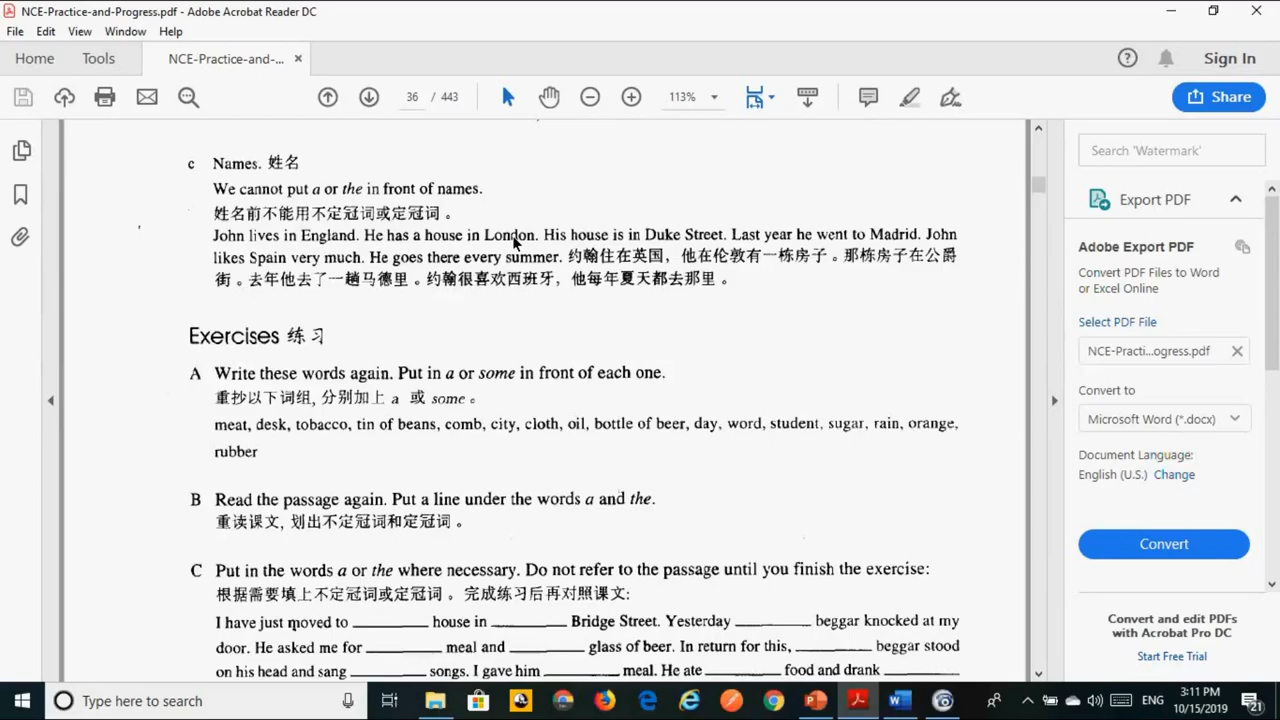 NCE-Practice-and-Progress.pdf - Adobe Acrobat Reader DC
File Edit View Window Help
Home Tools NCE-Practice-and-... × Sign In
36 / 443 113% Share
c Names. 姓名
We cannot put a or the in front of names.
姓名前不能用不定冠词或定冠词。
John lives in England. He has a house in London. His house is in Duke Street. Last year he went to Madrid. John
likes Spain very much. He goes there every summer. 约翰住在英国，他在伦敦有一栋房子。那栋房子在公爵
街。去年他去了一趟马德里。约翰很喜欢西班牙，他每年夏天都去那里。
Exercises 练习
A Write these words again. Put in a or some in front of each one.
重抄以下词组, 分别加上 a 或 some。
meat, desk, tobacco, tin of beans, comb, city, cloth, oil, bottle of beer, day, word, student, sugar, rain, orange,
rubber
B Read the passage again. Put a line under the words a and the.
重读课文, 划出不定冠词和定冠词。
C Put in the words a or the where necessary. Do not refer to the passage until you finish the exercise:
根据需要填上不定冠词或定冠词。完成练习后再对照课文:
I have just moved to ________ house in ________ Bridge Street. Yesterday ________ beggar knocked at my
door. He asked me for ________ meal and ________ glass of beer. In return for this, ________ beggar stood
on his head and sang ________ songs. I gave him ________ meal. He ate ________ food and drank ________
Search 'Watermark'
Export PDF
Adobe Export PDF
Convert PDF Files to Word
or Excel Online
Select PDF File
NCE-Practi...ogress.pdf
Convert to
Microsoft Word (*.docx)
Document Language:
English (U.S.) Change
Convert
Convert and edit PDFs
with Acrobat Pro DC
Start Free Trial
Type here to search
ENG
3:11 PM
10/15/2019
21